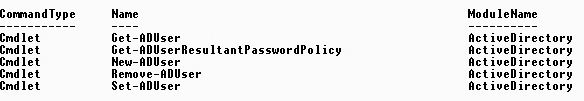 CommandType Name ModuleName
----------- ---- ----------
Cmdlet Get-ADUser ActiveDirectory
Cmdlet Get-ADUserResultantPasswordPolicy ActiveDirectory
Cmdlet New-ADUser ActiveDirectory
Cmdlet Remove-ADUser ActiveDirectory
Cmdlet Set-ADUser ActiveDirectory